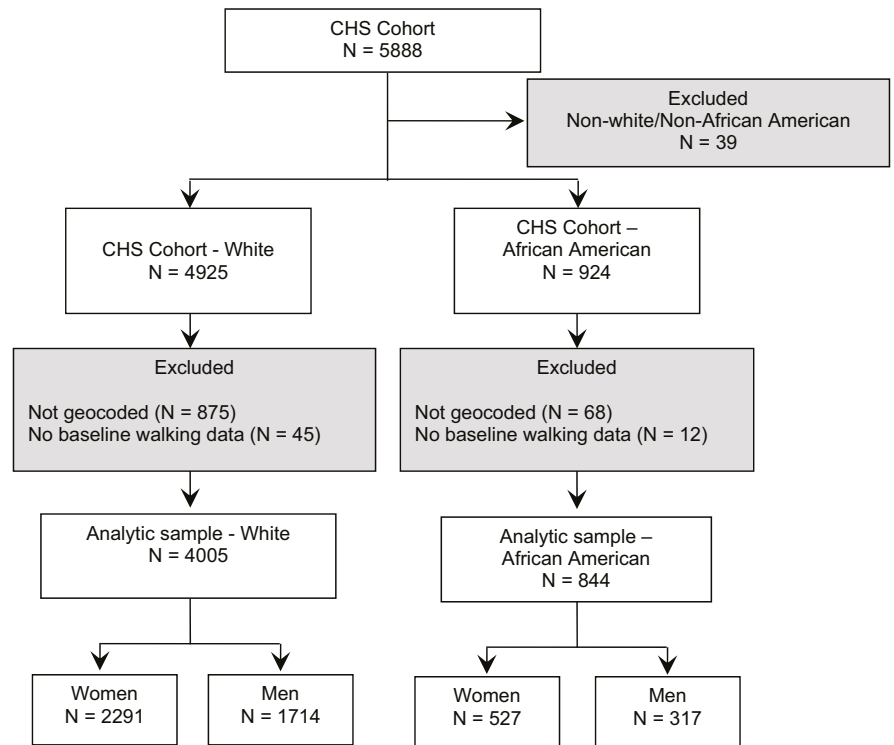 CHS Cohort
N = 5888
Excluded
Non-white/Non-African American
N = 39
CHS Cohort - White
N = 4925
CHS Cohort –
African American
N = 924
Excluded
Not geocoded (N = 875)
No baseline walking data (N = 45)
Excluded
Not geocoded (N = 68)
No baseline walking data (N = 12)
Analytic sample - White
N = 4005
Analytic sample –
African American
N = 844
Women
N = 2291
Men
N = 1714
Women
N = 527
Men
N = 317